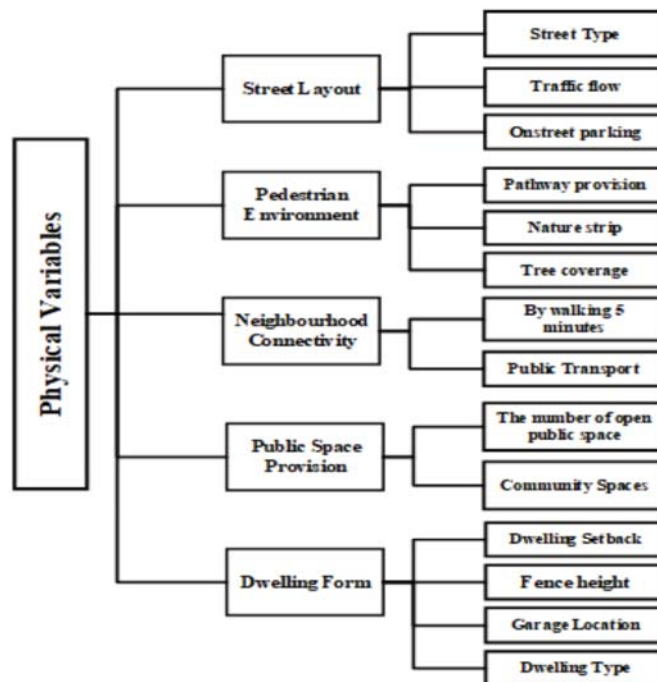 Physical Variables
Street Layout
Street Type
Traffic flow
Onstreet parking
Pedestrian
Environment
Pathway provision
Nature strip
Tree coverage
Neighbourhood
Connectivity
By walking 5
minutes
Public Transport
Public Space
Provision
The number of open
public space
Community Spaces
Dwelling Form
Dwelling Setback
Fence height
Garage Location
Dwelling Type